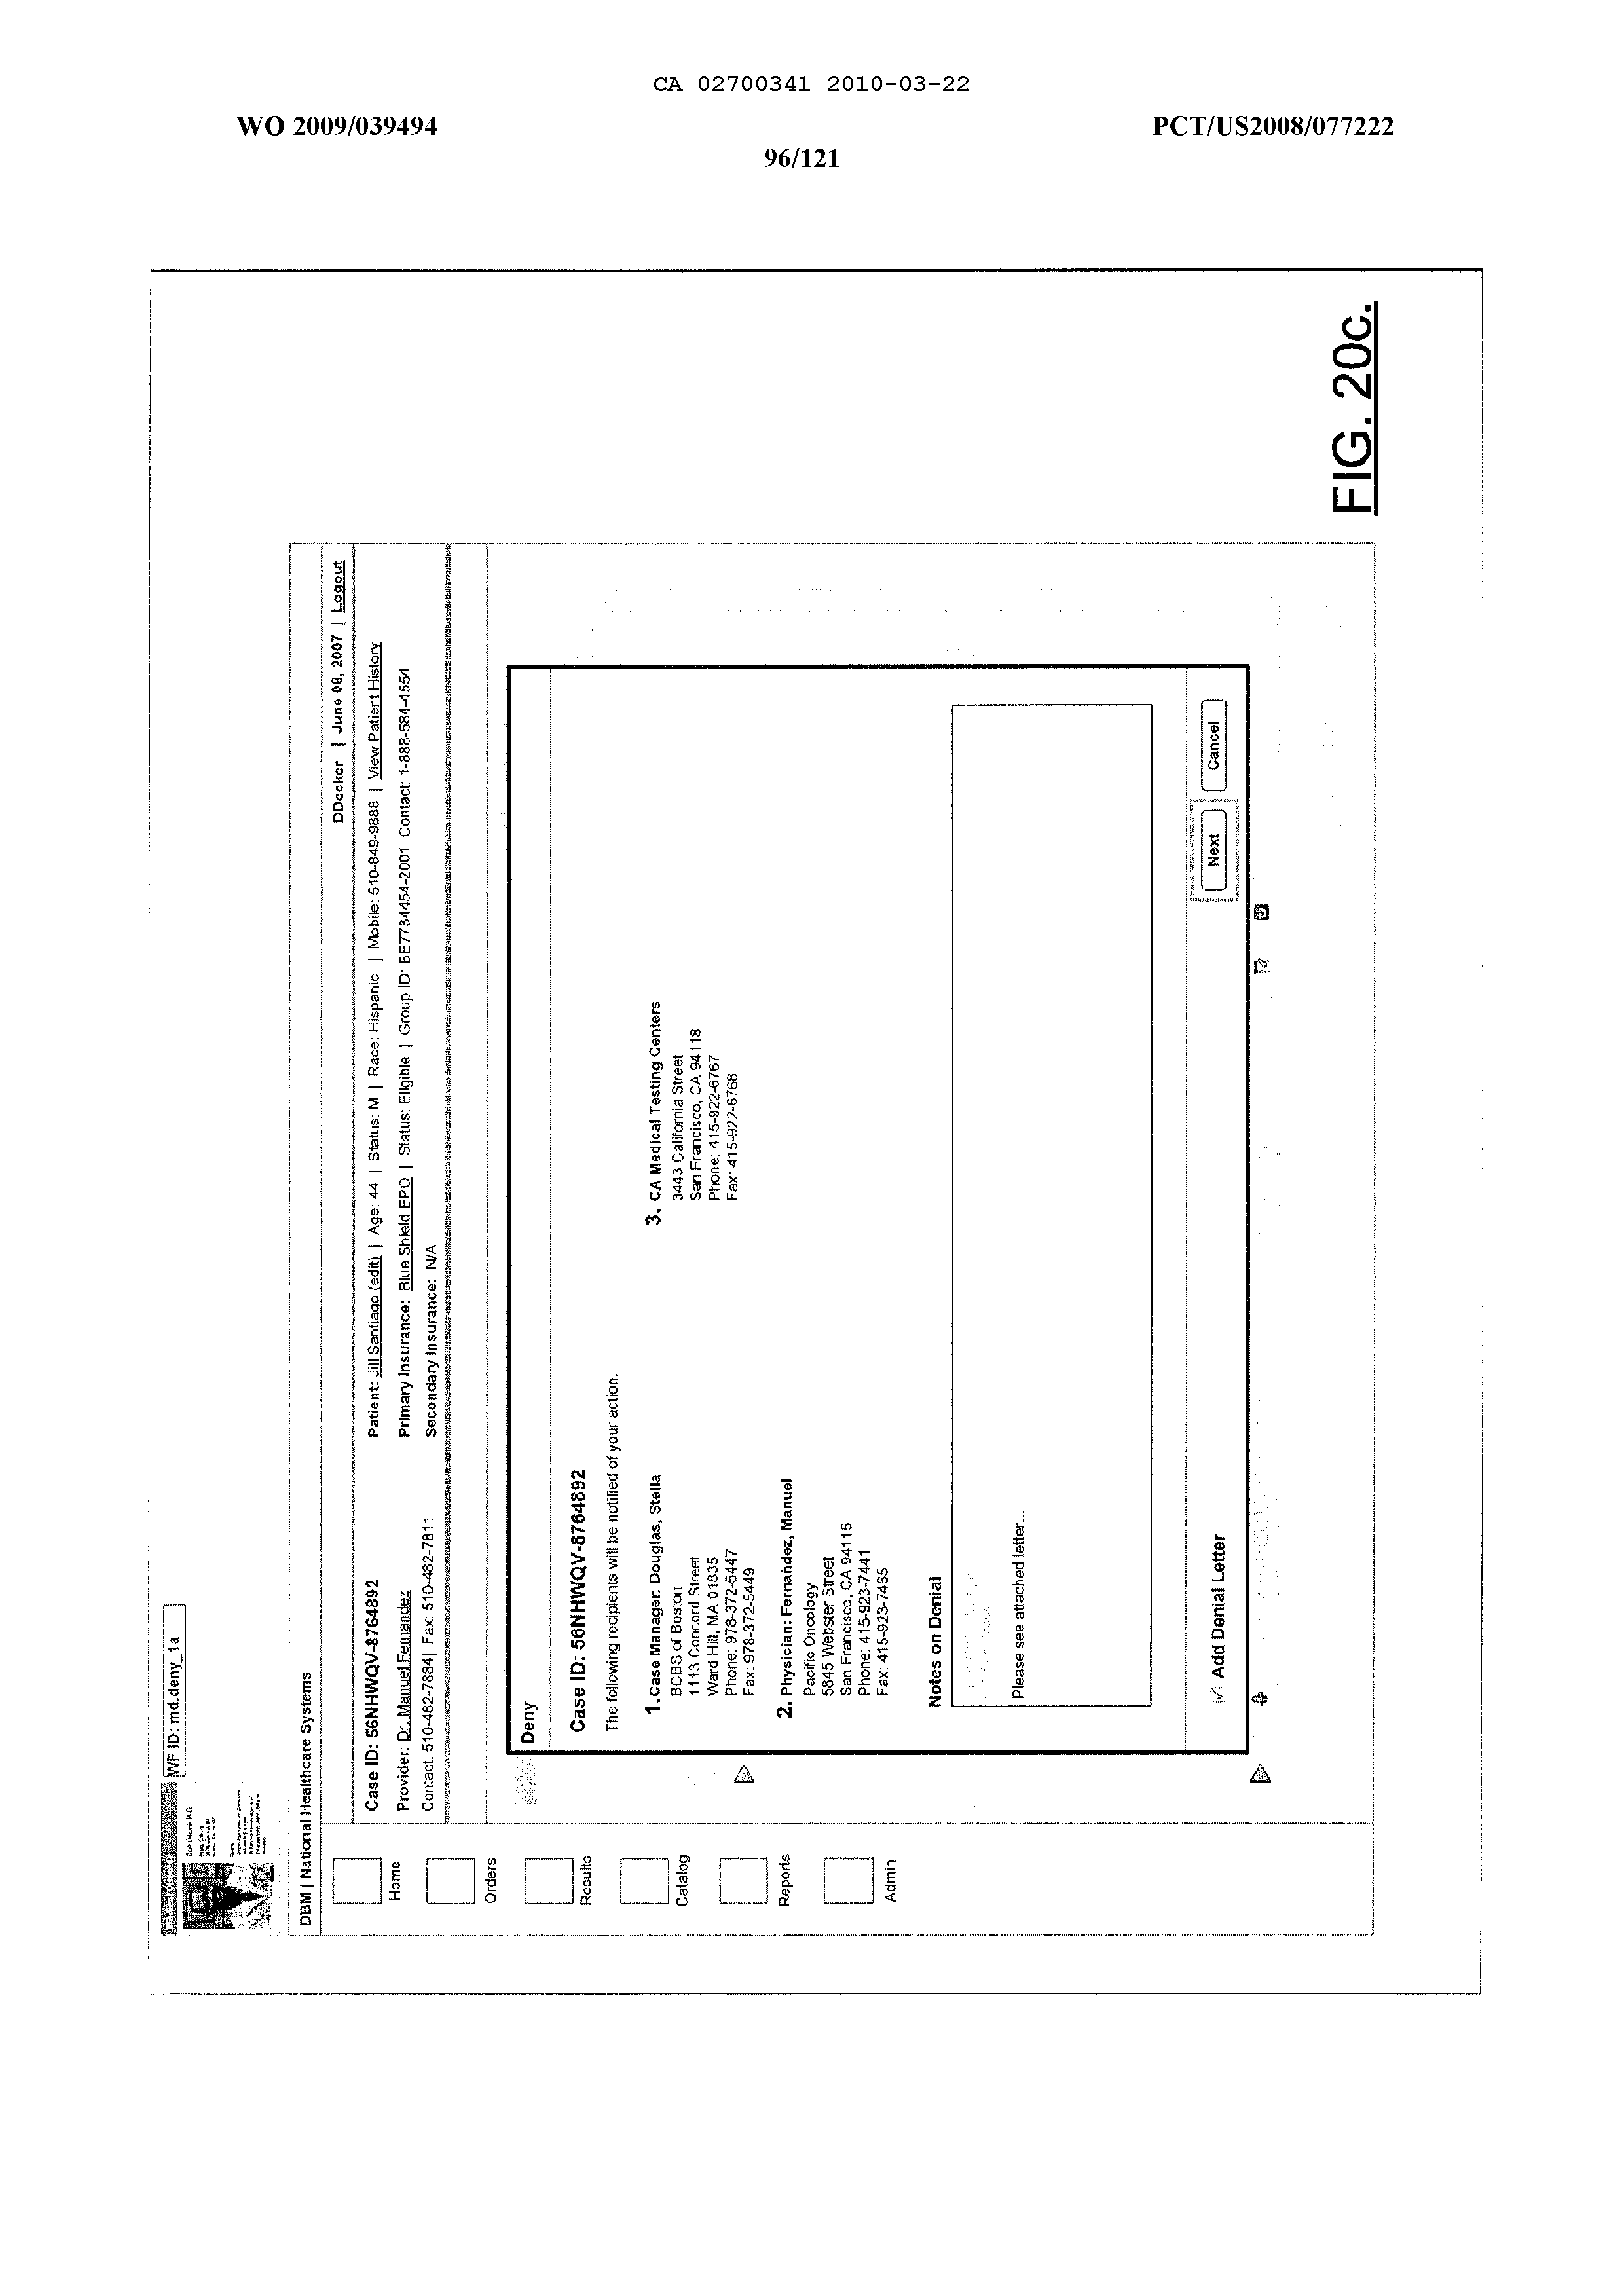 CA 02700341 2010-03-22
WO 2009/039494
PCT/US2008/077222
96/121
WF ID: md.deny_1a
DBM | National Healthcare Systems
DDecker | June 08, 2007 | Logout
Case ID: 56NHWQV-8764892
Provider: Dr. Manuel Fernandez
Contact: 510-482-7884| Fax: 510-482-7811
Patient: Jill Santiago (edit) | Age: 44 | Status: M | Race: Hispanic | Mobile: 510-849-9888 | View Patient History
Primary Insurance: Blue Shield EPO | Status: Eligible | Group ID: BE7734454-2001 Contact: 1-888-584-4554
Secondary Insurance: N/A
Home
Orders
Results
Catalog
Reports
Admin
Deny
Case ID: 56NHWQV-8764892
The following recipients will be notified of your action.
1. Case Manager: Douglas, Stella
BCBS of Boston
1113 Concord Street
Ward Hill, MA 01835
Phone: 978-372-5447
Fax: 978-372-5449
2. Physician: Fernandez, Manuel
Pacific Oncology
5845 Webster Street
San Francisco, CA 94115
Phone: 415-923-7441
Fax: 415-923-7465
3. CA Medical Testing Centers
3443 California Street
San Francisco, CA 94118
Phone: 415-922-6767
Fax: 415-922-6768
Notes on Denial
Please see attached letter...
Add Denial Letter
Next
Cancel
FIG. 20c.